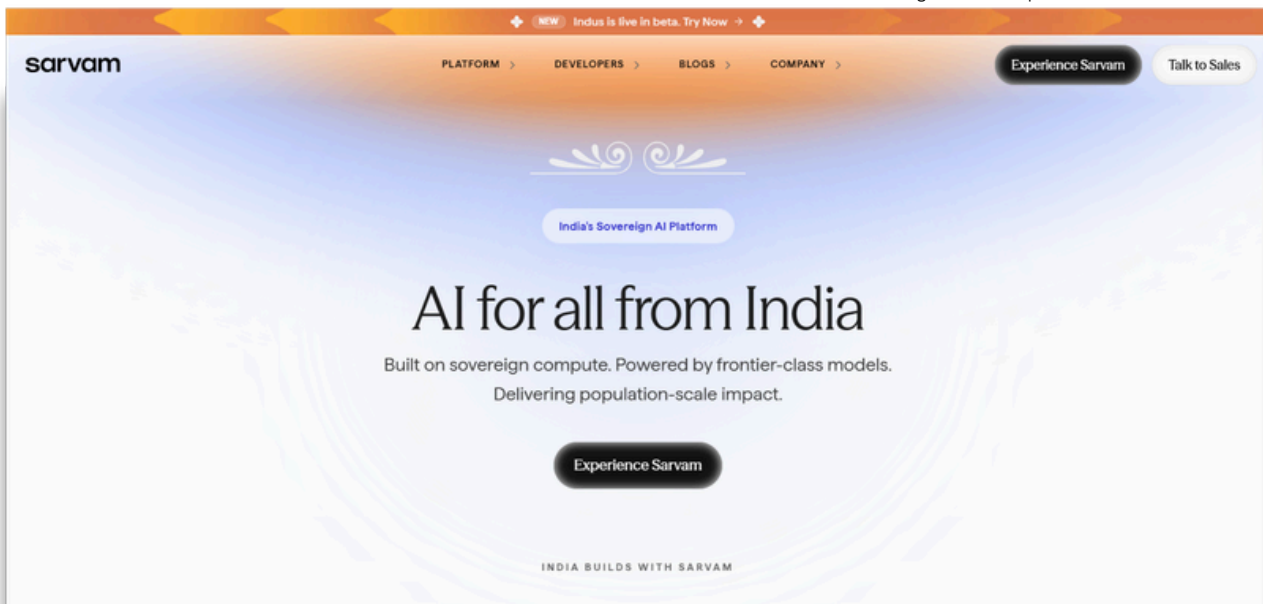 NEW Indus is live in beta. Try Now →
sarvam
PLATFORM >
DEVELOPERS >
BLOGS >
COMPANY >
Experience Sarvam
Talk to Sales
India's Sovereign AI Platform
AI for all from India
Built on sovereign compute. Powered by frontier-class models.
Delivering population-scale impact.
Experience Sarvam
INDIA BUILDS WITH SARVAM